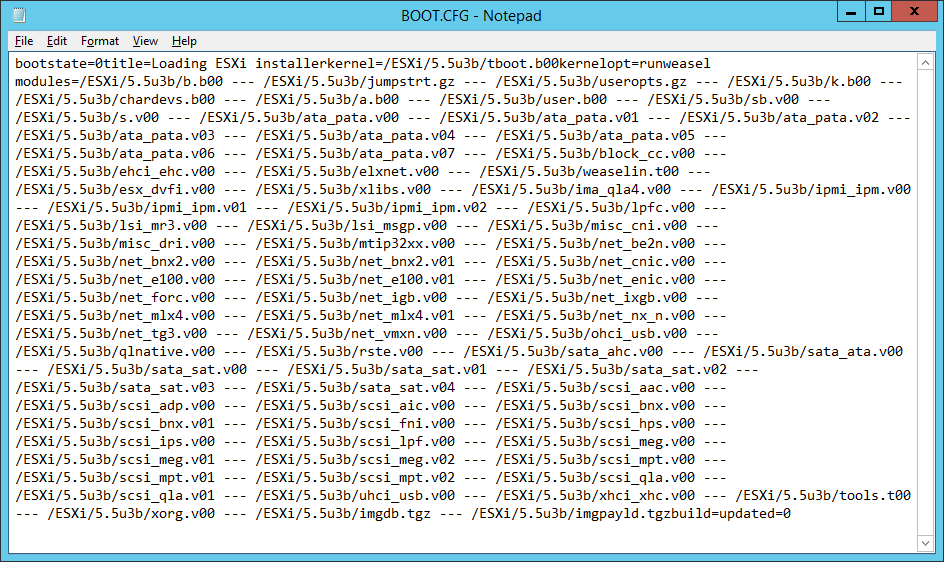 BOOT.CFG - Notepad
File Edit Format View Help
bootstate=0title=Loading ESXi installerkernel=/ESXi/5.5u3b/tboot.b00kernelopt=runweasel
modules=/ESXi/5.5u3b/b.b00 --- /ESXi/5.5u3b/jumpstrt.gz --- /ESXi/5.5u3b/useropts.gz --- /ESXi/5.5u3b/k.b00 ---
/ESXi/5.5u3b/chardevs.b00 --- /ESXi/5.5u3b/a.b00 --- /ESXi/5.5u3b/user.b00 --- /ESXi/5.5u3b/sb.v00 ---
/ESXi/5.5u3b/s.v00 --- /ESXi/5.5u3b/ata_pata.v00 --- /ESXi/5.5u3b/ata_pata.v01 --- /ESXi/5.5u3b/ata_pata.v02 ---
/ESXi/5.5u3b/ata_pata.v03 --- /ESXi/5.5u3b/ata_pata.v04 --- /ESXi/5.5u3b/ata_pata.v05 ---
/ESXi/5.5u3b/ata_pata.v06 --- /ESXi/5.5u3b/ata_pata.v07 --- /ESXi/5.5u3b/block_cc.v00 ---
/ESXi/5.5u3b/ehci_ehc.v00 --- /ESXi/5.5u3b/elxnet.v00 --- /ESXi/5.5u3b/weaselin.t00 ---
/ESXi/5.5u3b/esx_dvfi.v00 --- /ESXi/5.5u3b/xlibs.v00 --- /ESXi/5.5u3b/ima_qla4.v00 --- /ESXi/5.5u3b/ipmi_ipm.v00
--- /ESXi/5.5u3b/ipmi_ipm.v01 --- /ESXi/5.5u3b/ipmi_ipm.v02 --- /ESXi/5.5u3b/lpfc.v00 ---
/ESXi/5.5u3b/lsi_mr3.v00 --- /ESXi/5.5u3b/lsi_msgp.v00 --- /ESXi/5.5u3b/misc_cni.v00 ---
/ESXi/5.5u3b/misc_dri.v00 --- /ESXi/5.5u3b/mtip32xx.v00 --- /ESXi/5.5u3b/net_be2n.v00 ---
/ESXi/5.5u3b/net_bnx2.v00 --- /ESXi/5.5u3b/net_bnx2.v01 --- /ESXi/5.5u3b/net_cnic.v00 ---
/ESXi/5.5u3b/net_e100.v00 --- /ESXi/5.5u3b/net_e100.v01 --- /ESXi/5.5u3b/net_enic.v00 ---
/ESXi/5.5u3b/net_forc.v00 --- /ESXi/5.5u3b/net_igb.v00 --- /ESXi/5.5u3b/net_ixgb.v00 ---
/ESXi/5.5u3b/net_mlx4.v00 --- /ESXi/5.5u3b/net_mlx4.v01 --- /ESXi/5.5u3b/net_nx_n.v00 ---
/ESXi/5.5u3b/net_tg3.v00 --- /ESXi/5.5u3b/net_vmxn.v00 --- /ESXi/5.5u3b/ohci_usb.v00 ---
/ESXi/5.5u3b/qlnative.v00 --- /ESXi/5.5u3b/rste.v00 --- /ESXi/5.5u3b/sata_ahc.v00 --- /ESXi/5.5u3b/sata_ata.v00
--- /ESXi/5.5u3b/sata_sat.v00 --- /ESXi/5.5u3b/sata_sat.v01 --- /ESXi/5.5u3b/sata_sat.v02 ---
/ESXi/5.5u3b/sata_sat.v03 --- /ESXi/5.5u3b/sata_sat.v04 --- /ESXi/5.5u3b/scsi_aac.v00 ---
/ESXi/5.5u3b/scsi_adp.v00 --- /ESXi/5.5u3b/scsi_aic.v00 --- /ESXi/5.5u3b/scsi_bnx.v00 ---
/ESXi/5.5u3b/scsi_bnx.v01 --- /ESXi/5.5u3b/scsi_fni.v00 --- /ESXi/5.5u3b/scsi_hps.v00 ---
/ESXi/5.5u3b/scsi_ips.v00 --- /ESXi/5.5u3b/scsi_lpf.v00 --- /ESXi/5.5u3b/scsi_meg.v00 ---
/ESXi/5.5u3b/scsi_meg.v01 --- /ESXi/5.5u3b/scsi_meg.v02 --- /ESXi/5.5u3b/scsi_mpt.v00 ---
/ESXi/5.5u3b/scsi_mpt.v01 --- /ESXi/5.5u3b/scsi_mpt.v02 --- /ESXi/5.5u3b/scsi_qla.v00 ---
/ESXi/5.5u3b/scsi_qla.v01 --- /ESXi/5.5u3b/uhci_usb.v00 --- /ESXi/5.5u3b/xhci_xhc.v00 --- /ESXi/5.5u3b/tools.t00
--- /ESXi/5.5u3b/xorg.v00 --- /ESXi/5.5u3b/imgdb.tgz --- /ESXi/5.5u3b/imgpayld.tgzbuild=updated=0